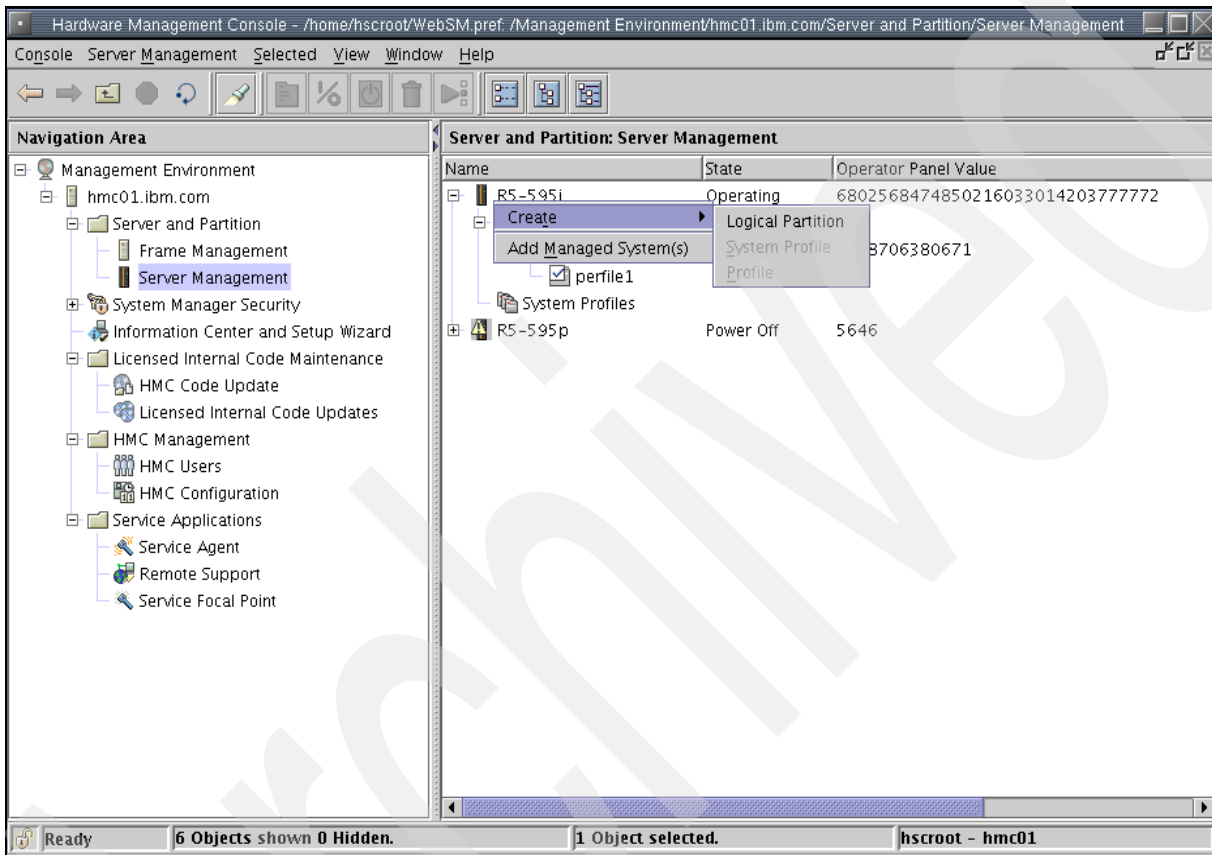 Hardware Management Console - /home/hscroot/WebSM.pref: /Management Environment/hmc01.ibm.com/Server and Partition/Server Management
Console Server Management Selected View Window Help
Navigation Area
Management Environment
hmc01.ibm.com
Server and Partition
Frame Management
Server Management
System Manager Security
Information Center and Setup Wizard
Licensed Internal Code Maintenance
HMC Code Update
Licensed Internal Code Updates
HMC Management
HMC Users
HMC Configuration
Service Applications
Service Agent
Remote Support
Service Focal Point
Server and Partition: Server Management
Name State Operator Panel Value
R5-595i Operating 6802568474850216033014203777772
Create
Logical Partition
Add Managed System(s)
System Profile
8706380671
Profile
perfile1
System Profiles
R5-595p Power Off 5646
Ready 6 Objects shown 0 Hidden. 1 Object selected. hscroot - hmc01